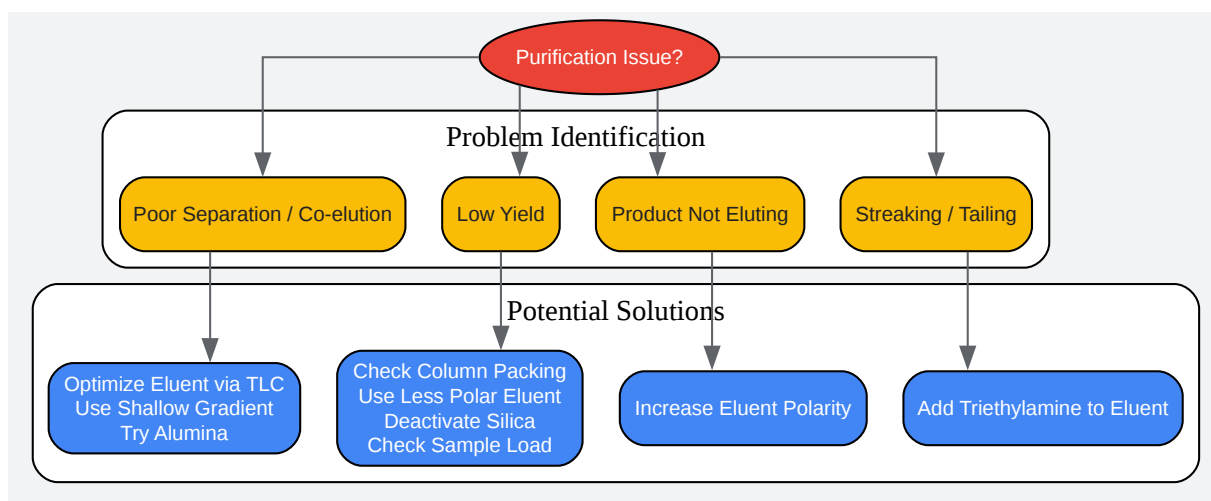 Purification Issue?
Problem Identification
Poor Separation / Co-elution
Low Yield
Product Not Eluting
Streaking / Tailing
Potential Solutions
Optimize Eluent via TLC
Use Shallow Gradient
Try Alumina
Check Column Packing
Use Less Polar Eluent
Deactivate Silica
Check Sample Load
Increase Eluent Polarity
Add Triethylamine to Eluent